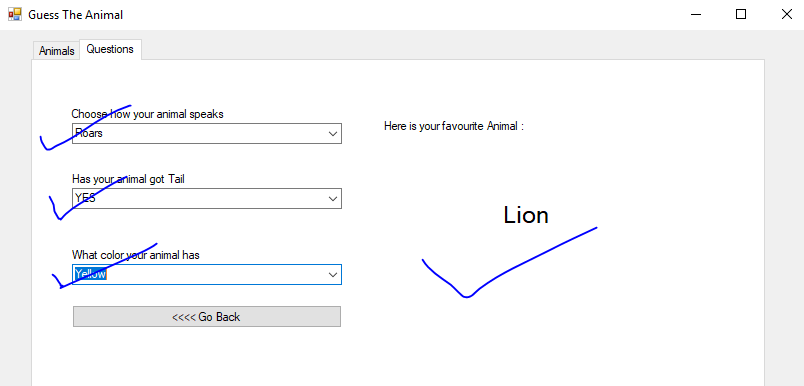 Guess The Animal
Animals
Questions
Choose how your animal speaks
Roars
Here is your favourite Animal :
Has your animal got Tail
YES
Lion
What color your animal has
Yellow
<<<< Go Back